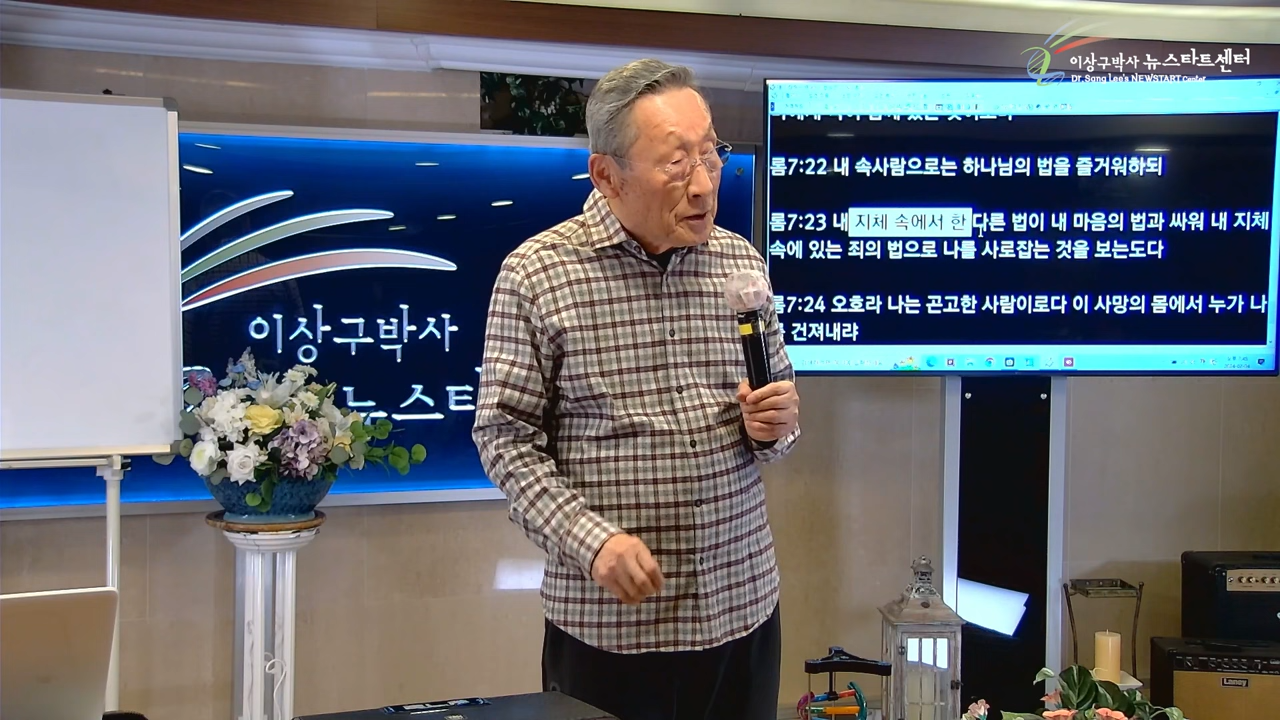 이상구박사 뉴스타트센터
Dr. Sang Lee's NEWSTART Center
롬7:22 내 속사람으로는 하나님의 법을 즐거워하되
롬7:23 내 지체 속에서 한 다른 법이 내 마음의 법과 싸워 내 지체
속에 있는 죄의 법으로 나를 사로잡는 것을 보는도다
롬7:24 오호라 나는 곤고한 사람이로다 이 사망의 몸에서 누가 나
건져내랴
이상구박사
뉴스타
Laney